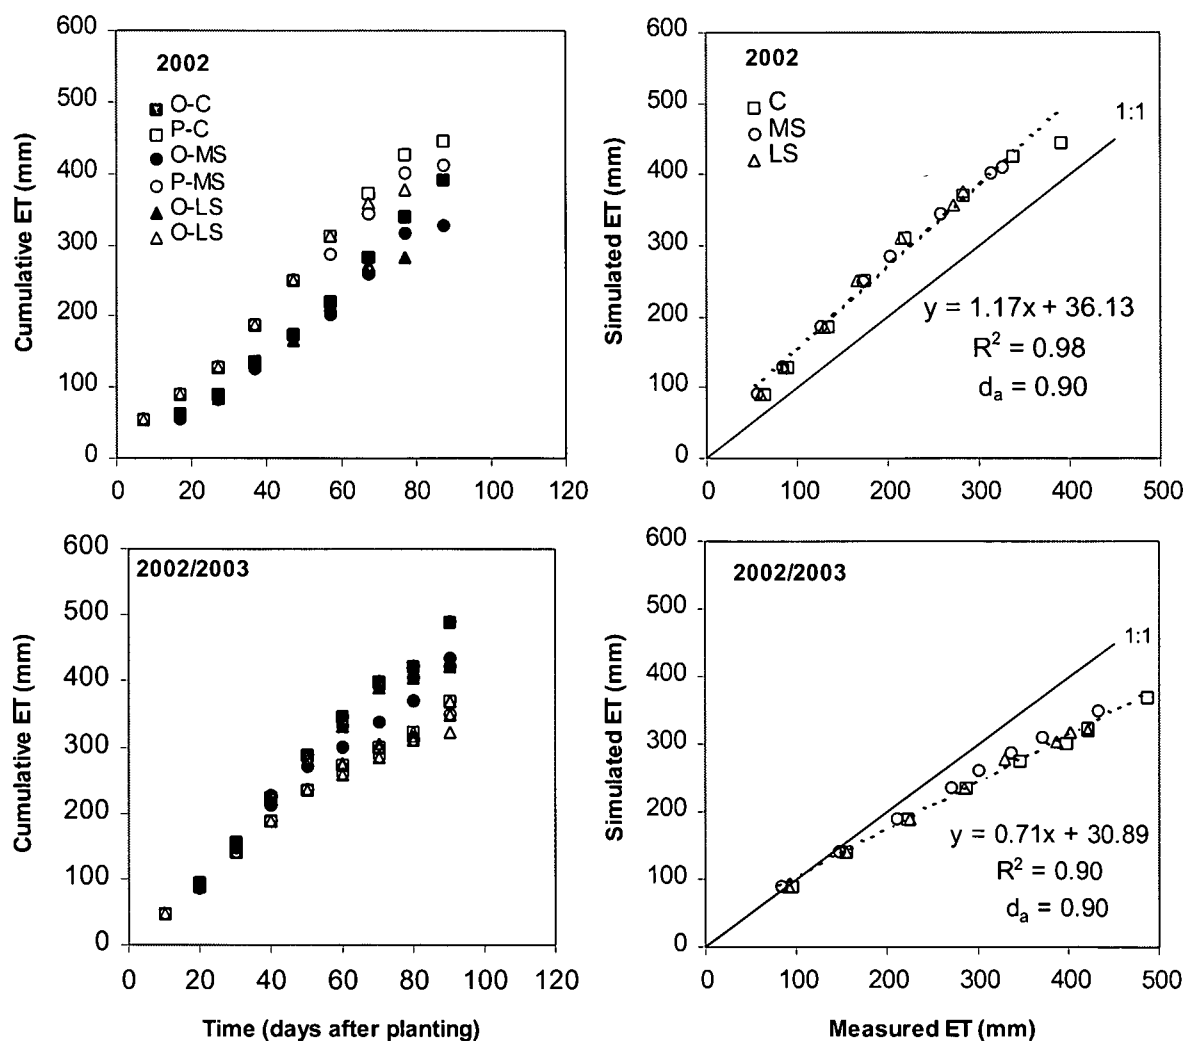 600
500
400
300
200
100
0
Cumulative ET (mm)
2002
O-C
P-C
O-MS
P-MS
O-LS
O-LS
0 20 40 60 80 100 120
600
500
400
300
200
100
0
Simulated ET (mm)
2002
C
MS
LS
1:1
y = 1.17x + 36.13
R² = 0.98
dₐ = 0.90
0 100 200 300 400 500
600
500
400
300
200
100
0
Cumulative ET (mm)
2002/2003
0 20 40 60 80 100 120
Time (days after planting)
600
500
400
300
200
100
0
Simulated ET (mm)
2002/2003
1:1
y = 0.71x + 30.89
R² = 0.90
dₐ = 0.90
0 100 200 300 400 500
Measured ET (mm)